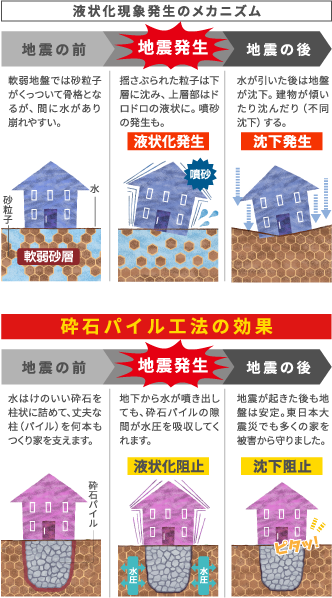 液状化現象発生のメカニズム
地震の前
地震発生
地震の後
軟弱地盤では砂粒子
がくっついて骨格とな
るが、間に水があり
崩れやすい。
揺さぶられた粒子は下
層に沈み、上層部はド
ロドロの液状に。噴砂
の発生も。
水が引いた後は地盤
が沈下。建物が傾い
たり沈んだり（不同
沈下）する。
液状化発生
沈下発生
水
砂粒子
軟弱砂層
噴砂
砕石パイル工法の効果
地震の前
地震発生
地震の後
水はけのいい砕石を
柱状に詰めて、丈夫な
柱（パイル）を何本も
つくり家を支えます。
地下から水が噴き出し
ても、砕石パイルの隙
間が水圧を吸収してく
れます。
地震が起きた後も地
盤は安定。東日本大
震災でも多くの家を
被害から守りました。
液状化阻止
沈下阻止
砕石パイル
水圧
水圧
ピタッ!